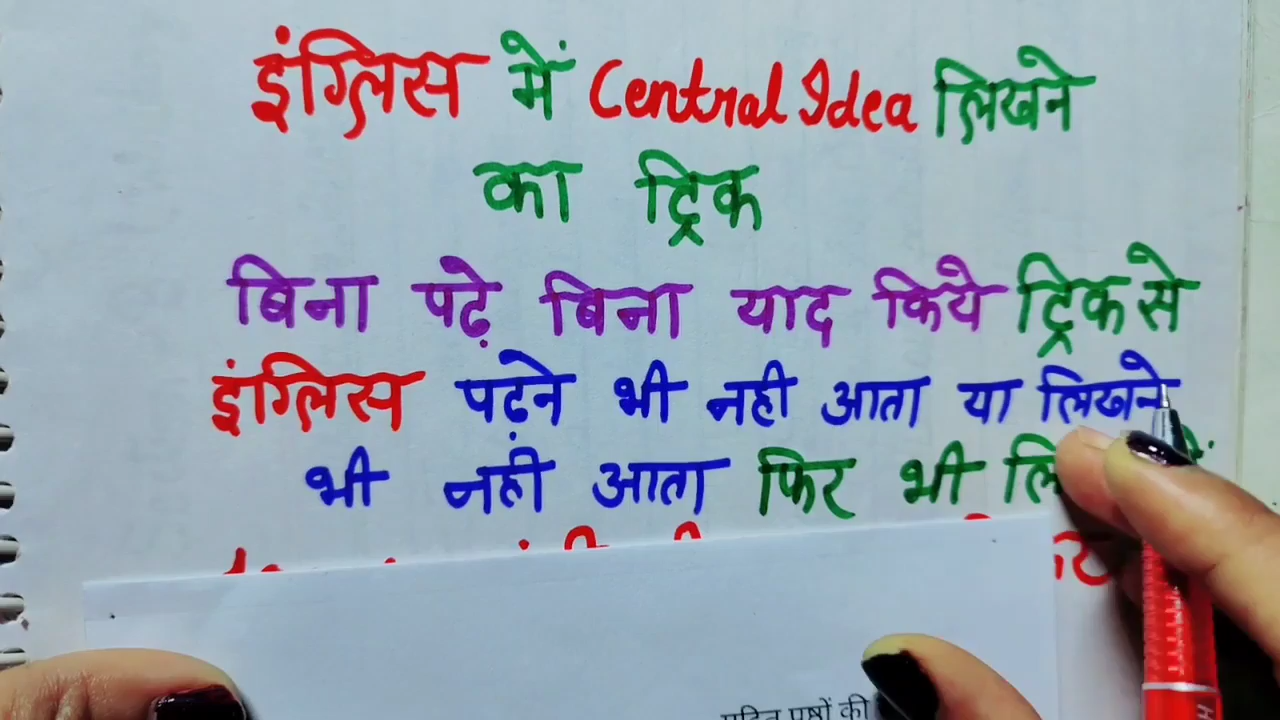 इंग्लिस में Central Idea लिखने
का ट्रिक
बिना पढ़े बिना याद किये ट्रिक से
इंग्लिस पढ़ने भी नही आता या लिखने
भी नही आता फिर भी
पृष्ठों की